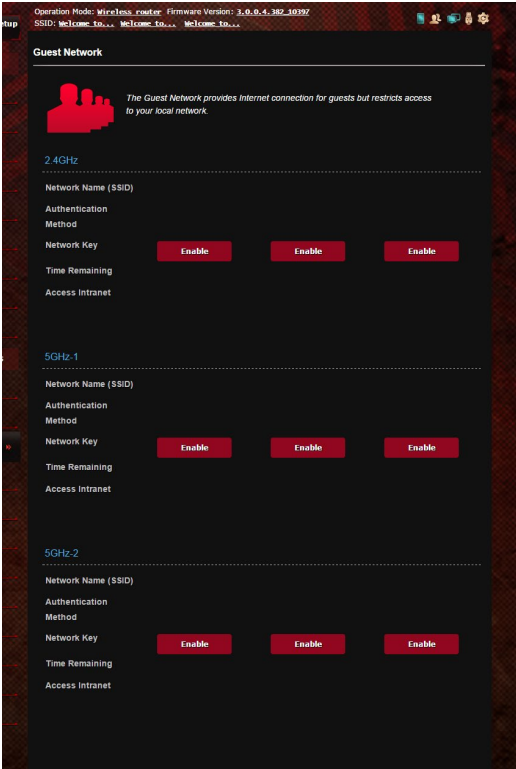 Operation Mode: Wireless router Firmware Version: 3.0.0.4.382_10397
etup
SSID: Welcome to... Welcome to... Welcome to...
Guest Network
The Guest Network provides Internet connection for guests but restricts access
to your local network.
2.4GHz
Network Name (SSID)
Authentication
Method
Network Key
Enable Enable Enable
Time Remaining
Access Intranet
5GHz-1
Network Name (SSID)
Authentication
Method
Network Key
Enable Enable Enable
Time Remaining
Access Intranet
5GHz-2
Network Name (SSID)
Authentication
Method
Network Key
Enable Enable Enable
Time Remaining
Access Intranet